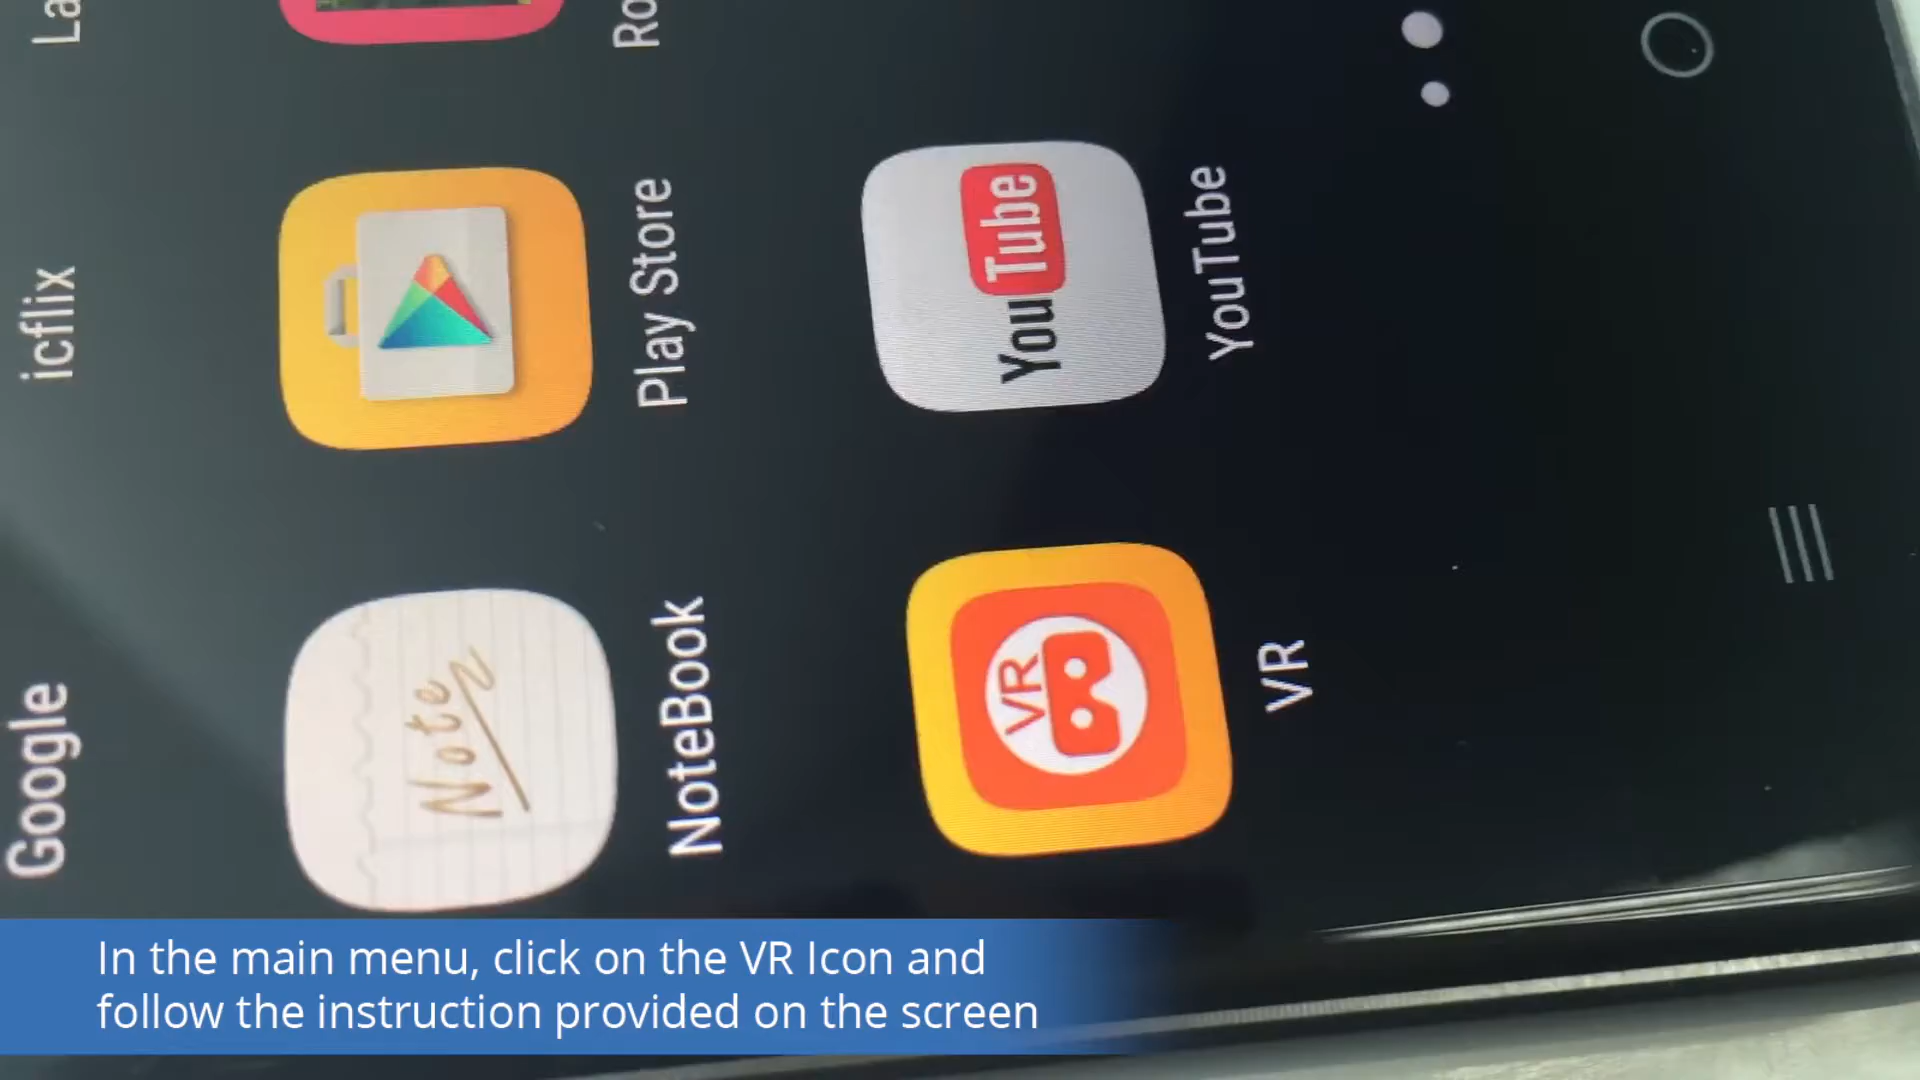 La
Ro
icflix
Play Store
YouTube
YouTube
Google
Note
NoteBook
VR
VR
In the main menu, click on the VR Icon and
follow the instruction provided on the screen